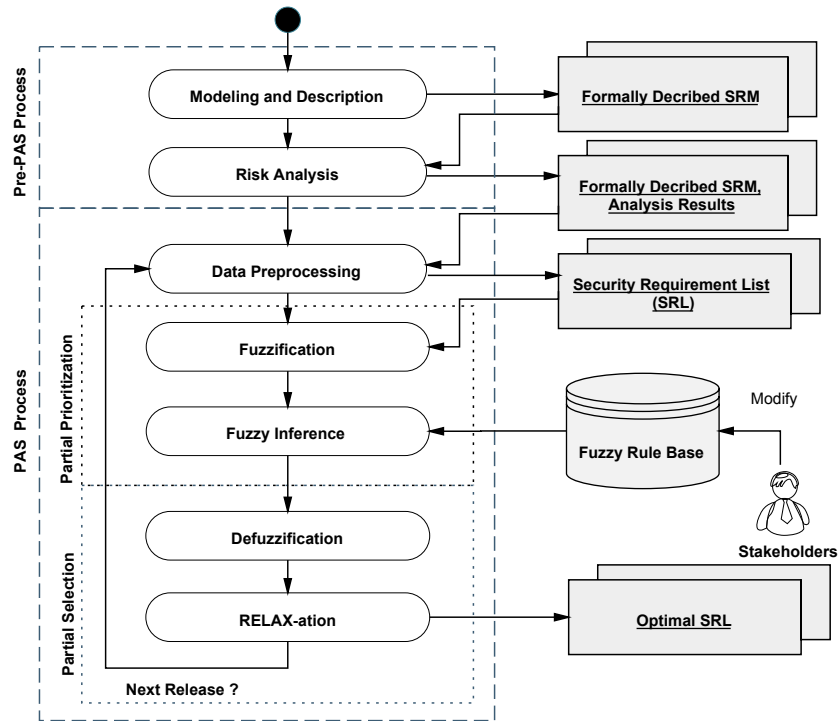 Pre-PAS Process
Modeling and Description
Formally Decribed SRM
Risk Analysis
Formally Decribed SRM,
Analysis Results
PAS Process
Data Preprocessing
Security Requirement List
(SRL)
Partial Prioritization
Fuzzification
Fuzzy Inference
Fuzzy Rule Base
Modify
Stakeholders
Partial Selection
Defuzzification
RELAX-ation
Optimal SRL
Next Release ?